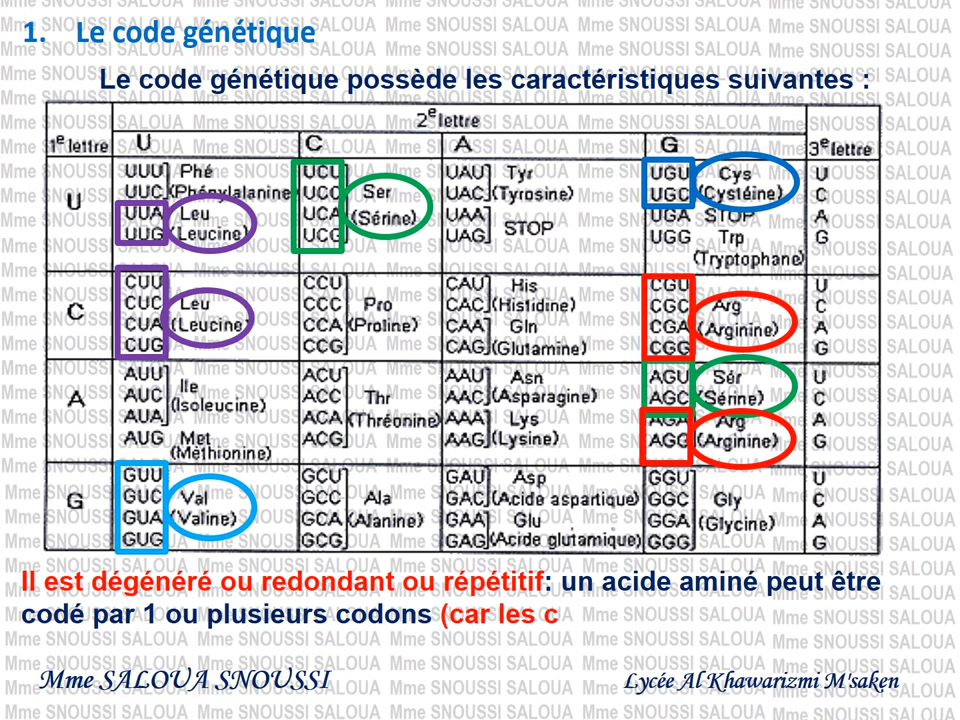 1. Le code génétique
Le code génétique possède les caractéristiques suivantes :
2e lettre
1e lettre U C A G 3e lettre
UUU Phé UCU UAU Tyr UGU Cys U
UUC (Phénylalanine) UCC Ser UAC (Tyrosine) UGC (Cystéine) C
U
UUA Leu UCA (Sérine) UAA STOP UGA STOP A
UUG (Leucine) UCG UAG UGG Trp G
(Tryptophane)
CUU CCU CAU His CGU U
C CUC Leu CCC Pro CAC (Histidine) CGC Arg C
CUA (Leucine) CCA (Proline) CAA Gln CGA (Arginine) A
CUG CCG CAG (Glutamine) CGG G
AUU Ile ACU AAU Asn AGU Sér U
A AUC (Isoleucine) ACC Thr AAC (Asparagine) AGC (Sérine) C
AUA ACA (Thréonine) AAA Lys AGA Arg A
AUG Met ACG AAG (Lysine) AGG (Arginine) G
(Méthionine)
GUU GCU GAU Asp GGU U
G GUC Val GCC Ala GAC (Acide aspartique) GGC Gly C
GUA (Valine) GCA (Alanine) GAA Glu GGA (Glycine) A
GUG GCG GAG (Acide glutamique) GGG G
Il est dégénéré ou redondant ou répétitif: un acide aminé peut être
codé par 1 ou plusieurs codons (car les c
Mme SALOUA SNOUSSI Lycée Al Khawarizmi M'saken
Mme SNOUSSI SALOUA